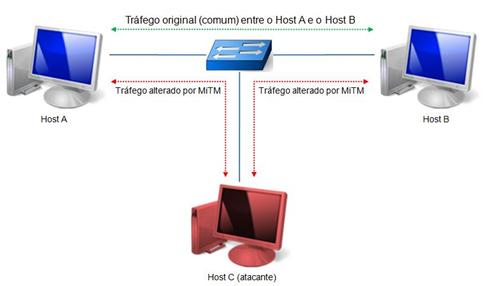 Tráfego original (comum) entre o Host A e o Host B
Tráfego alterado por MiTM
Tráfego alterado por MiTM
Host A
Host B
Host C (atacante)